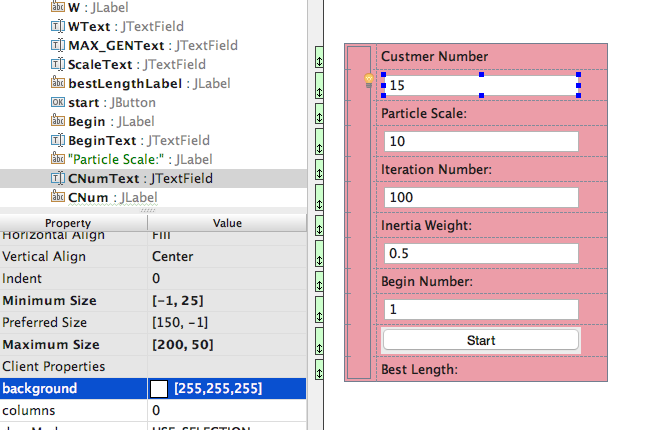 W : JLabel
WText : JTextField
MAX_GENText : JTextField
ScaleText : JTextField
bestLengthLabel : JLabel
start : JButton
Begin : JLabel
BeginText : JTextField
"Particle Scale:" : JLabel
CNumText : JTextField
CNum : JLabel
Property Value
Horizontal Align Fill
Vertical Align Center
Indent 0
Minimum Size [-1, 25]
Preferred Size [150, -1]
Maximum Size [200, 50]
Client Properties
background [255,255,255]
columns 0
Custmer Number
15
Particle Scale:
10
Iteration Number:
100
Inertia Weight:
0.5
Begin Number:
1
Start
Best Length: